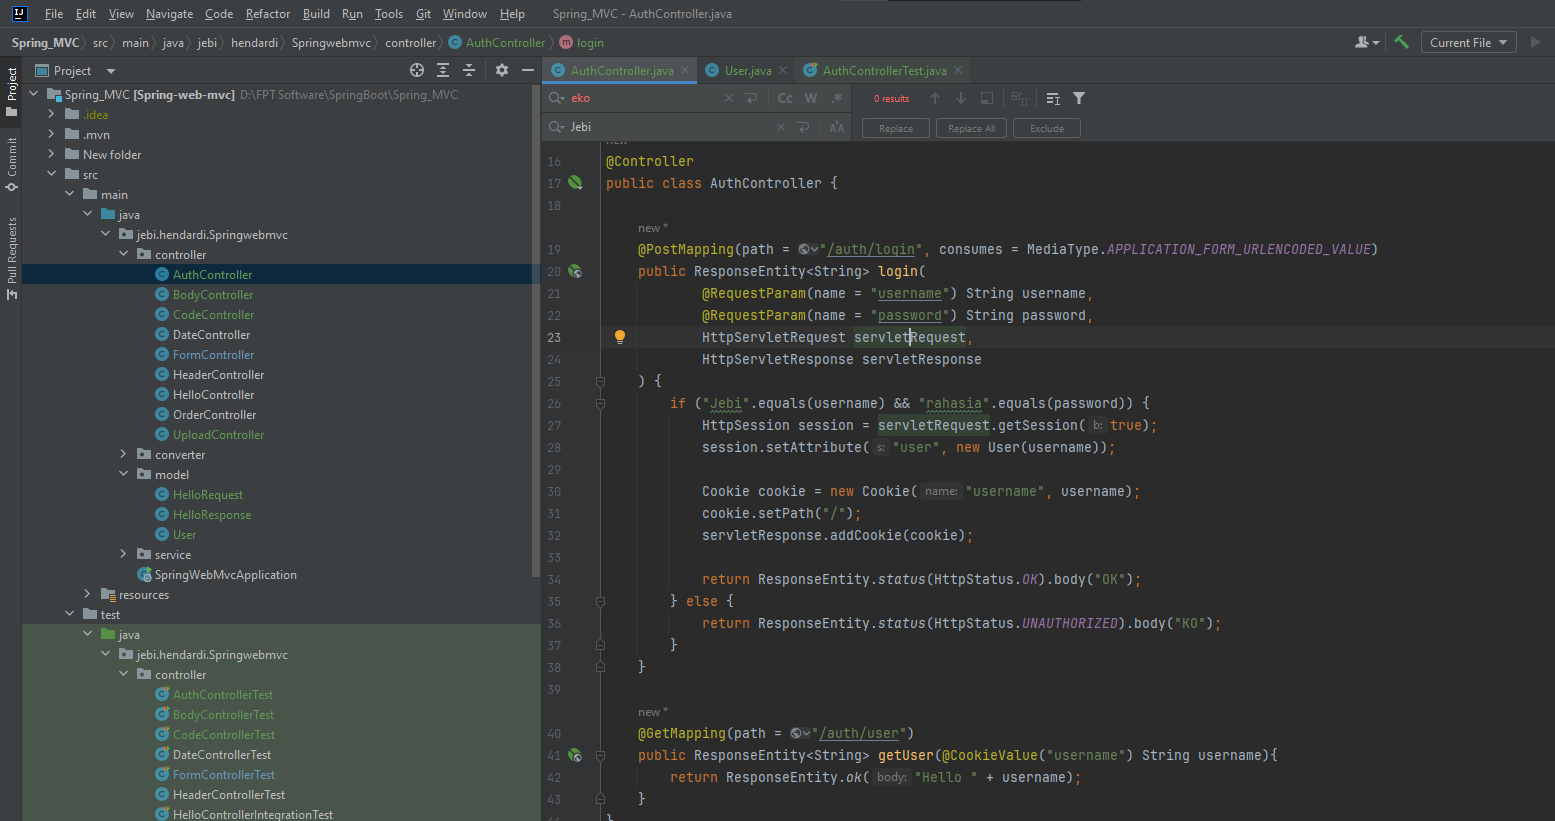 File Edit View Navigate Code Refactor Build Run Tools Git Window Help Spring_MVC - AuthController.java
Spring_MVC src main java jebi hendardi Springwebmvc controller AuthController login Current File
Project
AuthController.java User.java AuthControllerTest.java
Project
Commit
Pull Requests
Spring_MVC [Spring-web-mvc] D:\FPT Software\SpringBoot\Spring_MVC
.idea
.mvn
New folder
src
main
java
jebi.hendardi.Springwebmvc
controller
AuthController
BodyController
CodeController
DateController
FormController
HeaderController
HelloController
OrderController
UploadController
converter
model
HelloRequest
HelloResponse
User
service
SpringWebMvcApplication
resources
test
java
jebi.hendardi.Springwebmvc
controller
AuthControllerTest
BodyControllerTest
CodeControllerTest
DateControllerTest
FormControllerTest
HeaderControllerTest
HelloControllerIntegrationTest
eko Cc W .* 0 results
Jebi Replace Replace All Exclude
new *
16 @Controller
17 public class AuthController {
18
new *
19 @PostMapping(path = "/auth/login", consumes = MediaType.APPLICATION_FORM_URLENCODED_VALUE)
20 public ResponseEntity<String> login(
21 @RequestParam(name = "username") String username,
22 @RequestParam(name = "password") String password,
23 HttpServletRequest servletRequest,
24 HttpServletResponse servletResponse
25 ) {
26 if ("Jebi".equals(username) && "rahasia".equals(password)) {
27 HttpSession session = servletRequest.getSession( b: true);
28 session.setAttribute( s: "user", new User(username));
29
30 Cookie cookie = new Cookie( name: "username", username);
31 cookie.setPath("/");
32 servletResponse.addCookie(cookie);
33
34 return ResponseEntity.status(HttpStatus.OK).body("OK");
35 } else {
36 return ResponseEntity.status(HttpStatus.UNAUTHORIZED).body("KO");
37 }
38 }
39
new *
40 @GetMapping(path = "/auth/user")
41 public ResponseEntity<String> getUser(@CookieValue("username") String username){
42 return ResponseEntity.ok( body: "Hello " + username);
43 }
44 }